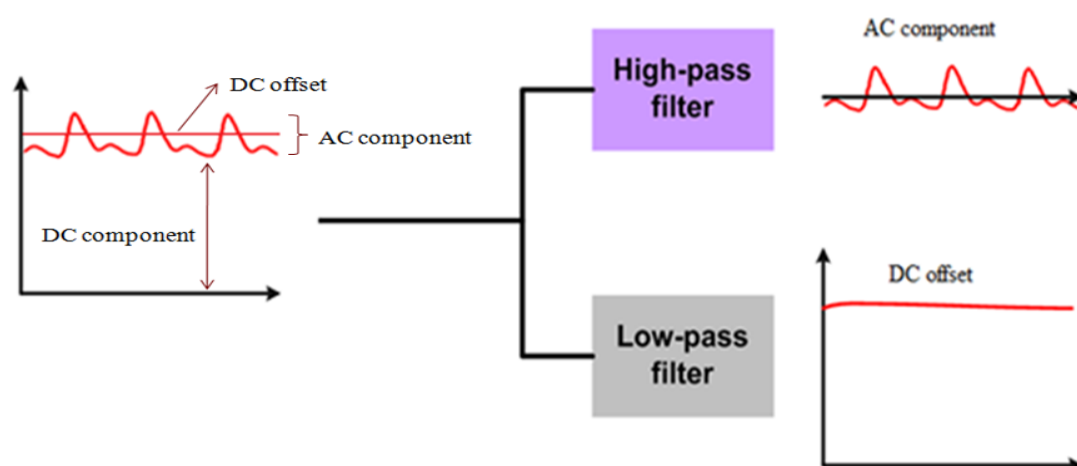 DC offset
AC component
DC component
High-pass
filter
AC component
Low-pass
filter
DC offset